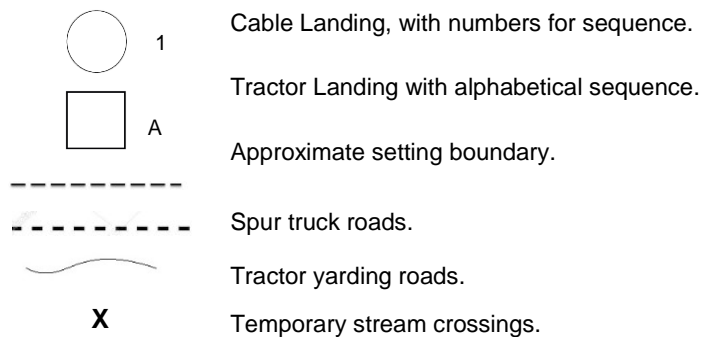 Cable Landing, with numbers for sequence.
1
Tractor Landing with alphabetical sequence.
A
Approximate setting boundary.
Spur truck roads.
Tractor yarding roads.
X
Temporary stream crossings.